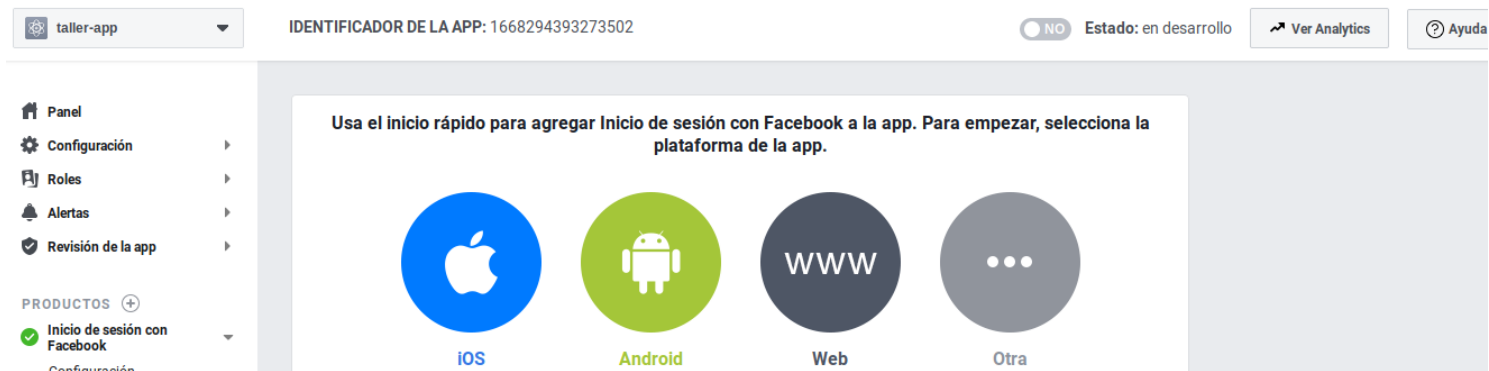 taller-app
IDENTIFICADOR DE LA APP: 1668294393273502
NO
Estado: en desarrollo
Ver Analytics
Ayuda
Panel
Configuración
Roles
Alertas
Revisión de la app
PRODUCTOS
Inicio de sesión con
Facebook
Configuración
Usa el inicio rápido para agregar Inicio de sesión con Facebook a la app. Para empezar, selecciona la
plataforma de la app.
www
iOS
Android
Web
Otra